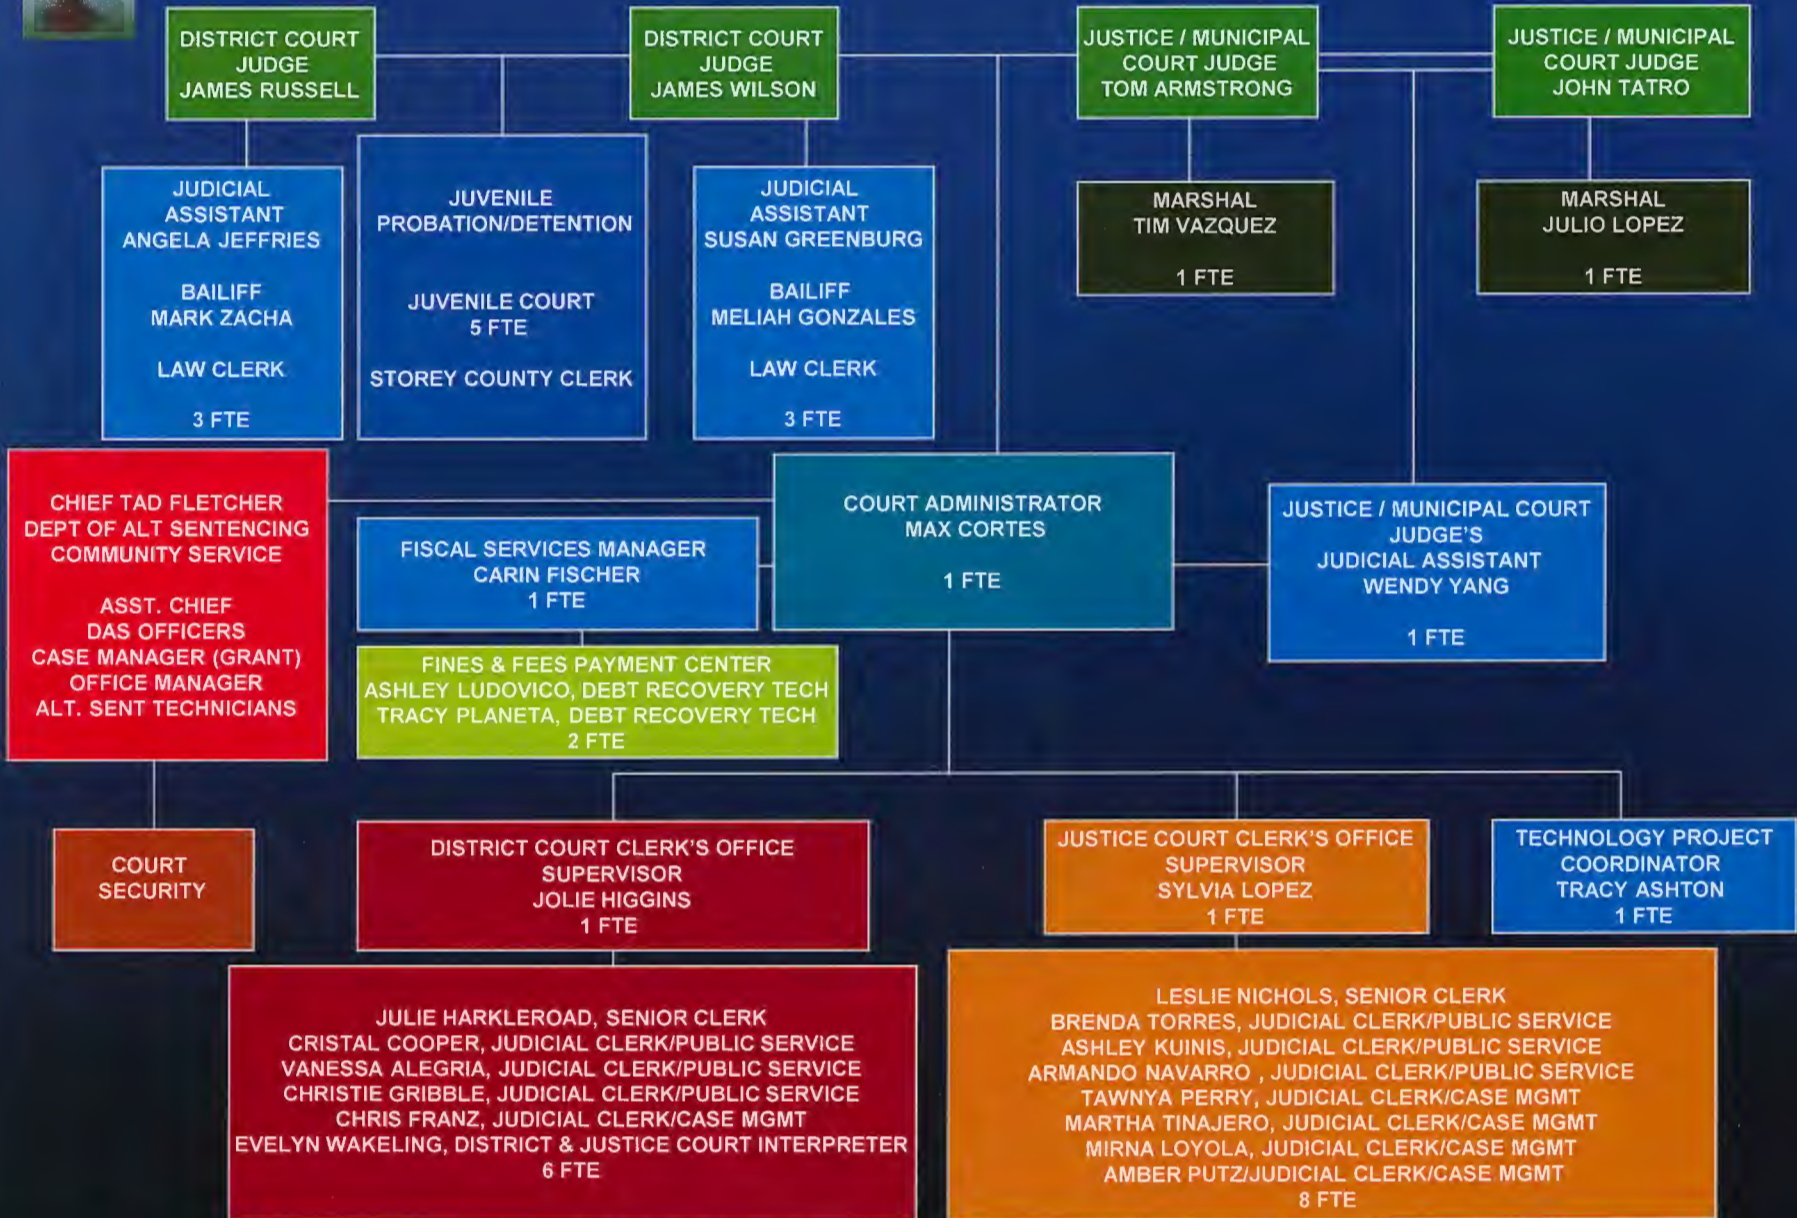 DISTRICT COURT
JUDGE
JAMES RUSSELL
DISTRICT COURT
JUDGE
JAMES WILSON
JUSTICE / MUNICIPAL
COURT JUDGE
TOM ARMSTRONG
JUSTICE / MUNICIPAL
COURT JUDGE
JOHN TATRO
JUDICIAL
ASSISTANT
ANGELA JEFFRIES
BAILIFF
MARK ZACHA
LAW CLERK
3 FTE
JUVENILE
PROBATION/DETENTION
JUVENILE COURT
5 FTE
STOREY COUNTY CLERK
JUDICIAL
ASSISTANT
SUSAN GREENBURG
BAILIFF
MELIAH GONZALES
LAW CLERK
3 FTE
MARSHAL
TIM VAZQUEZ
1 FTE
MARSHAL
JULIO LOPEZ
1 FTE
CHIEF TAD FLETCHER
DEPT OF ALT SENTENCING
COMMUNITY SERVICE
ASST. CHIEF
DAS OFFICERS
CASE MANAGER (GRANT)
OFFICE MANAGER
ALT. SENT TECHNICIANS
FISCAL SERVICES MANAGER
CARIN FISCHER
1 FTE
COURT ADMINISTRATOR
MAX CORTES
1 FTE
JUSTICE / MUNICIPAL COURT
JUDGE'S
JUDICIAL ASSISTANT
WENDY YANG
1 FTE
FINES & FEES PAYMENT CENTER
ASHLEY LUDOVICO, DEBT RECOVERY TECH
TRACY PLANETA, DEBT RECOVERY TECH
2 FTE
COURT
SECURITY
DISTRICT COURT CLERK'S OFFICE
SUPERVISOR
JOLIE HIGGINS
1 FTE
JUSTICE COURT CLERK'S OFFICE
SUPERVISOR
SYLVIA LOPEZ
1 FTE
TECHNOLOGY PROJECT
COORDINATOR
TRACY ASHTON
1 FTE
JULIE HARKLEROAD, SENIOR CLERK
CRISTAL COOPER, JUDICIAL CLERK/PUBLIC SERVICE
VANESSA ALEGRIA, JUDICIAL CLERK/PUBLIC SERVICE
CHRISTIE GRIBBLE, JUDICIAL CLERK/PUBLIC SERVICE
CHRIS FRANZ, JUDICIAL CLERK/CASE MGMT
EVELYN WAKELING, DISTRICT & JUSTICE COURT INTERPRETER
6 FTE
LESLIE NICHOLS, SENIOR CLERK
BRENDA TORRES, JUDICIAL CLERK/PUBLIC SERVICE
ASHLEY KUINIS, JUDICIAL CLERK/PUBLIC SERVICE
ARMANDO NAVARRO , JUDICIAL CLERK/PUBLIC SERVICE
TAWNYA PERRY, JUDICIAL CLERK/CASE MGMT
MARTHA TINAJERO, JUDICIAL CLERK/CASE MGMT
MIRNA LOYOLA, JUDICIAL CLERK/CASE MGMT
AMBER PUTZ/JUDICIAL CLERK/CASE MGMT
8 FTE